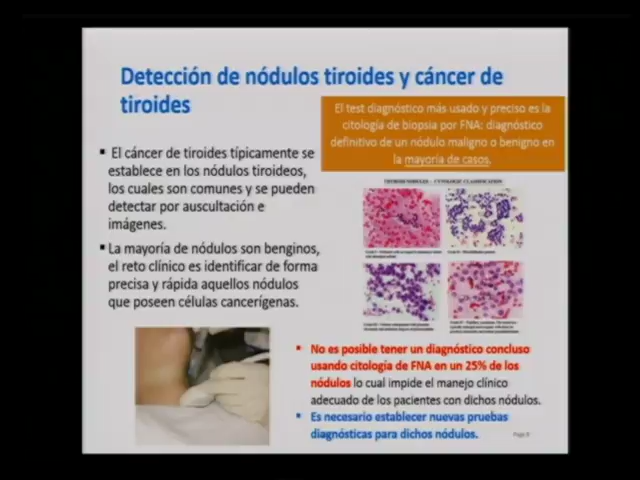 Detección de nódulos tiroides y cáncer de
tiroides
El test diagnóstico más usado y preciso es la
citología de biopsia por FNA: diagnóstico
definitivo de un nódulo maligno o benigno en
la mayoría de casos.
▪ El cáncer de tiroides típicamente se
establece en los nódulos tiroideos,
los cuales son comunes y se pueden
detectar por auscultación e
imágenes.
▪ La mayoría de nódulos son benginos,
el reto clínico es identificar de forma
precisa y rápida aquellos nódulos
que poseen células cancerígenas.
THYROID NODULES – CYTOLOGIC CLASSIFICATION
▪ No es posible tener un diagnóstico concluso
usando citología de FNA en un 25% de los
nódulos lo cual impide el manejo clínico
adecuado de los pacientes con dichos nódulos.
▪ Es necesario establecer nuevas pruebas
diagnósticas para dichos nódulos.